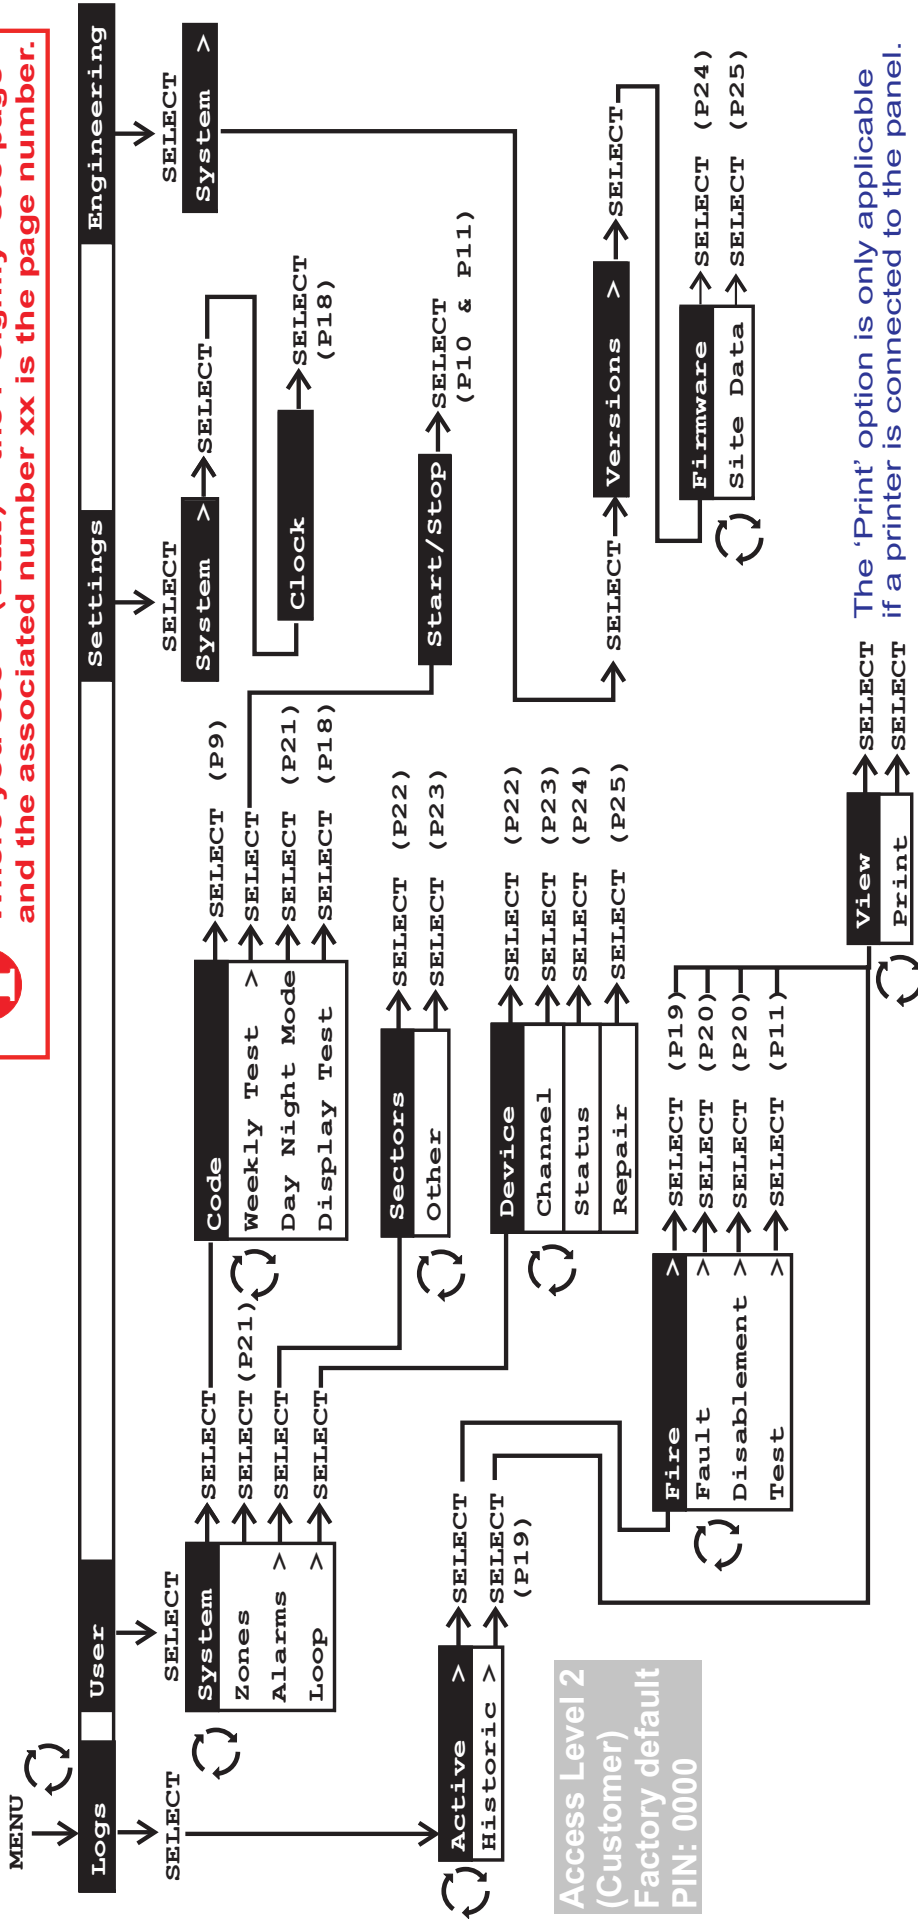 and the associated number xx is the page number.
MENU
Logs
User
Settings
Engineering
SELECT
SELECT
SELECT
SELECT
System
Zones
Alarms >
Loop >
SELECT
SELECT (P21)
SELECT
SELECT
Code
Weekly Test >
Day Night Mode
Display Test
SELECT (P9)
SELECT
SELECT (P21)
SELECT (P18)
Start/Stop
SELECT
(P10 & P11)
System >
SELECT
Clock
SELECT
(P18)
System >
Sectors
Other
SELECT (P22)
SELECT (P23)
Device
Channel
Status
Repair
SELECT (P22)
SELECT (P23)
SELECT (P24)
SELECT (P25)
SELECT
Versions >
SELECT
Firmware
Site Data
SELECT (P24)
SELECT (P25)
Active >
Historic >
SELECT
SELECT
(P19)
Fire >
Fault >
Disablement >
Test >
SELECT (P19)
SELECT (P20)
SELECT (P20)
SELECT (P11)
View
Print
SELECT
SELECT
The ‘Print’ option is only applicable
if a printer is connected to the panel.
Access Level 2
(Customer)
Factory default
PIN: 0000